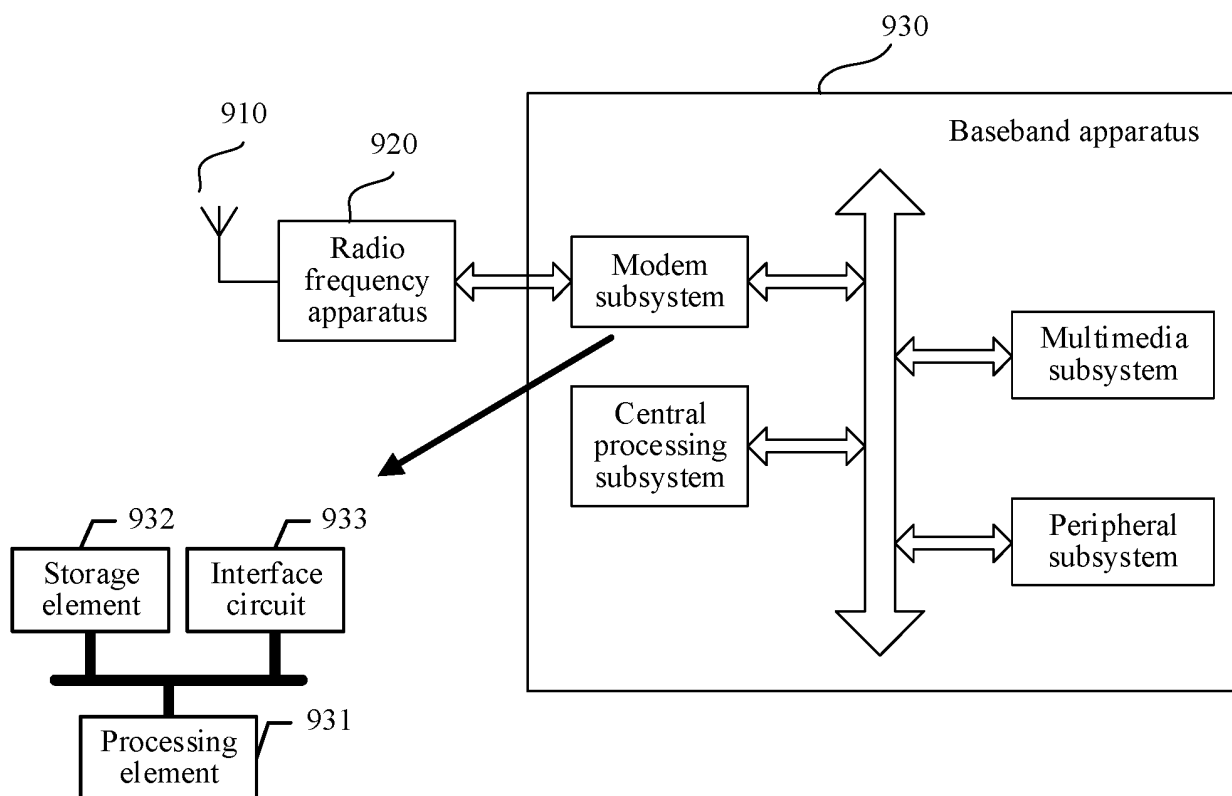 930
910
Baseband apparatus
920
Radio
frequency
apparatus
Modem
subsystem
Multimedia
subsystem
Central
processing
subsystem
932
933
Peripheral
subsystem
Storage
element
Interface
circuit
931
Processing
element